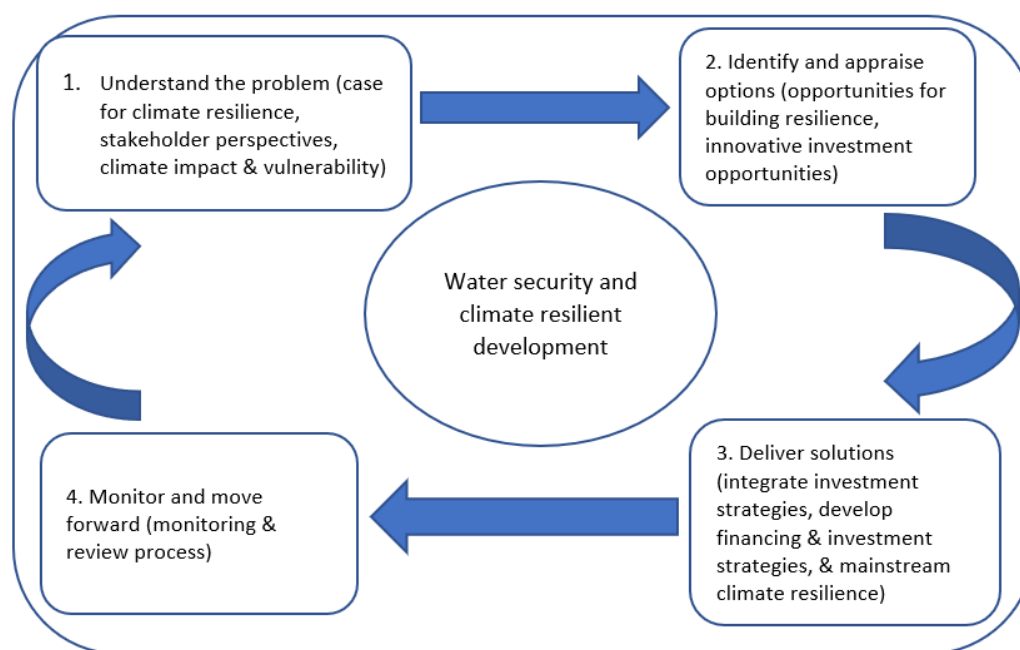 1. Understand the problem (case
for climate resilience,
stakeholder perspectives,
climate impact & vulnerability)
2. Identify and appraise
options (opportunities for
building resilience,
innovative investment
opportunities)
Water security and
climate resilient
development
3. Deliver solutions
(integrate investment
strategies, develop
financing & investment
strategies, & mainstream
climate resilience)
4. Monitor and move
forward (monitoring &
review process)